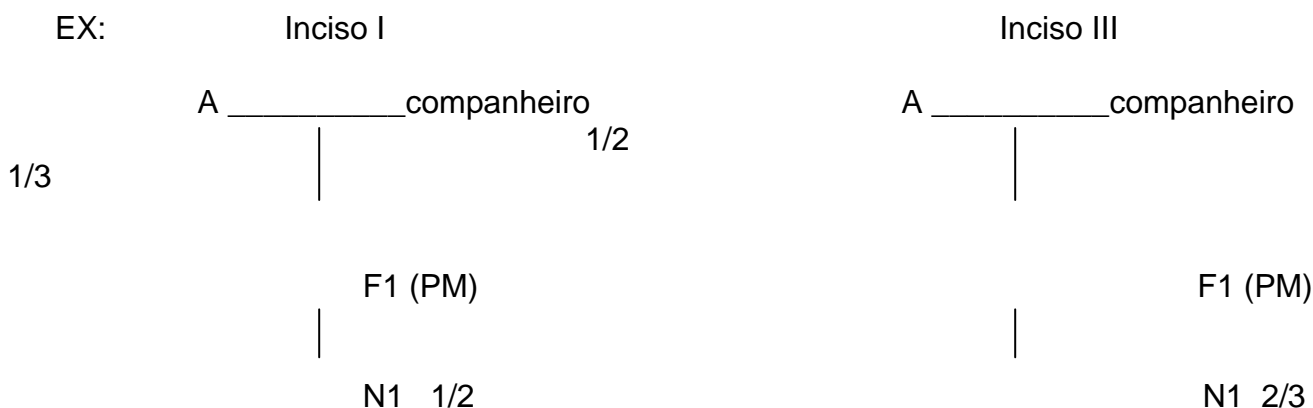 EX: Inciso I Inciso III
A __________companheiro A __________companheiro
1/2
1/3
F1 (PM) F1 (PM)
N1 1/2 N1 2/3